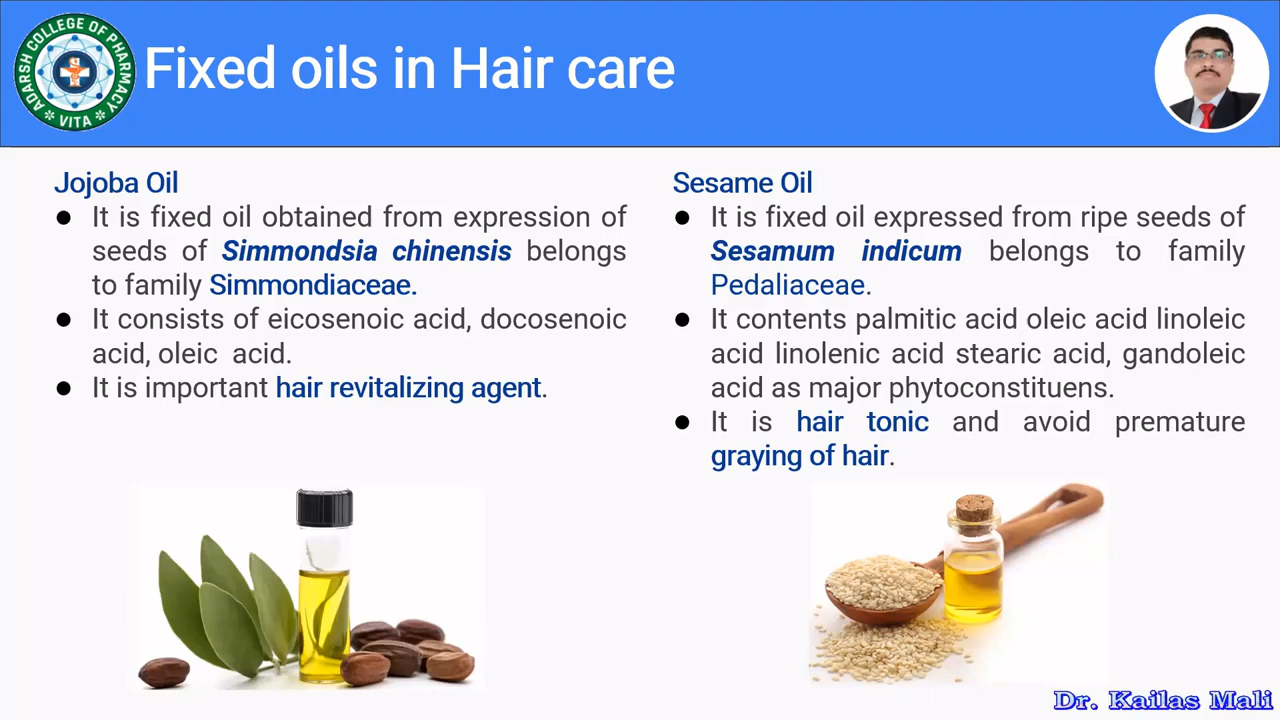 ADARSH COLLEGE OF PHARMACY
★ VITA ★
Fixed oils in Hair care
Jojoba Oil
● It is fixed oil obtained from expression of
seeds of Simmondsia chinensis belongs
to family Simmondiaceae.
● It consists of eicosenoic acid, docosenoic
acid, oleic acid.
● It is important hair revitalizing agent.
Sesame Oil
● It is fixed oil expressed from ripe seeds of
Sesamum indicum belongs to family
Pedaliaceae.
● It contents palmitic acid oleic acid linoleic
acid linolenic acid stearic acid, gandoleic
acid as major phytoconstituens.
● It is hair tonic and avoid premature
graying of hair.
Dr. Kailas Mali